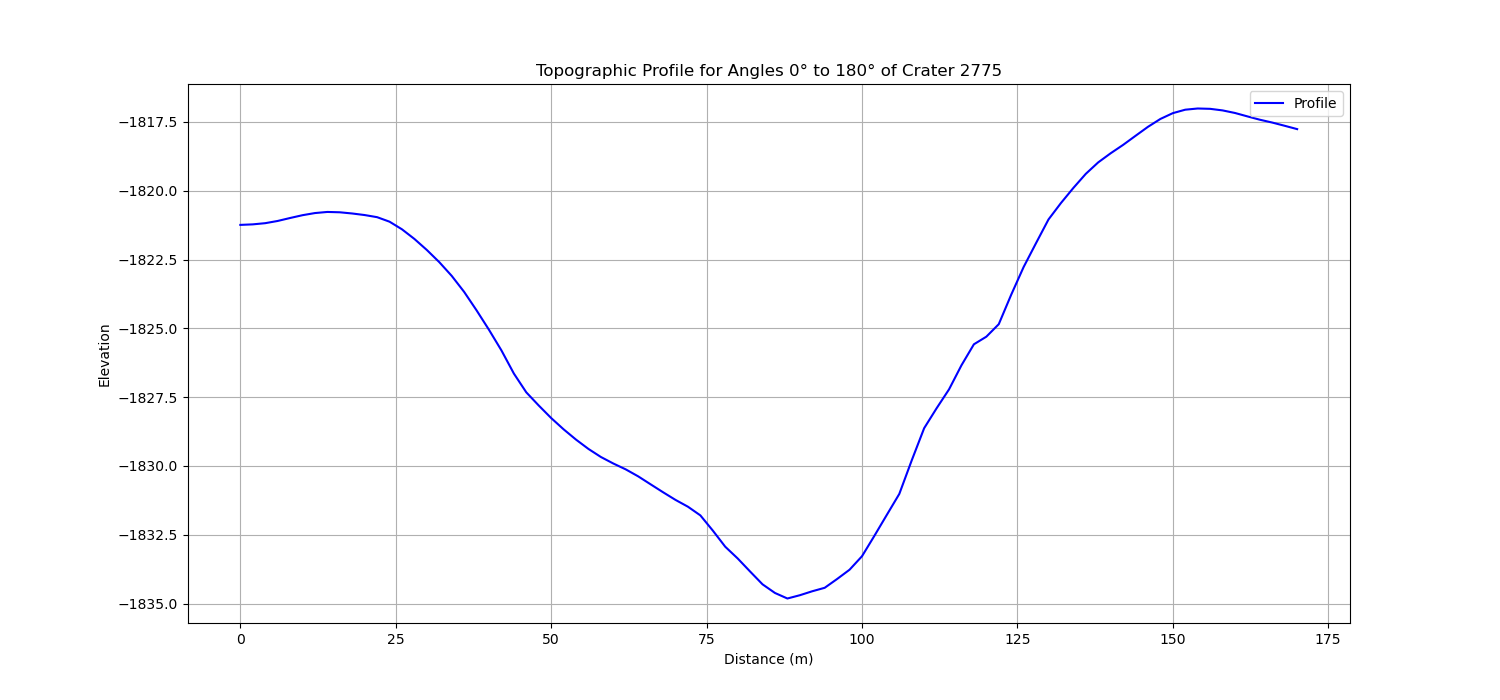 Topographic Profile for Angles 0° to 180° of Crater 2775
Profile
−1817.5
−1820.0
−1822.5
−1825.0
−1827.5
−1830.0
−1832.5
−1835.0
Elevation
0 25 50 75 100 125 150 175
Distance (m)